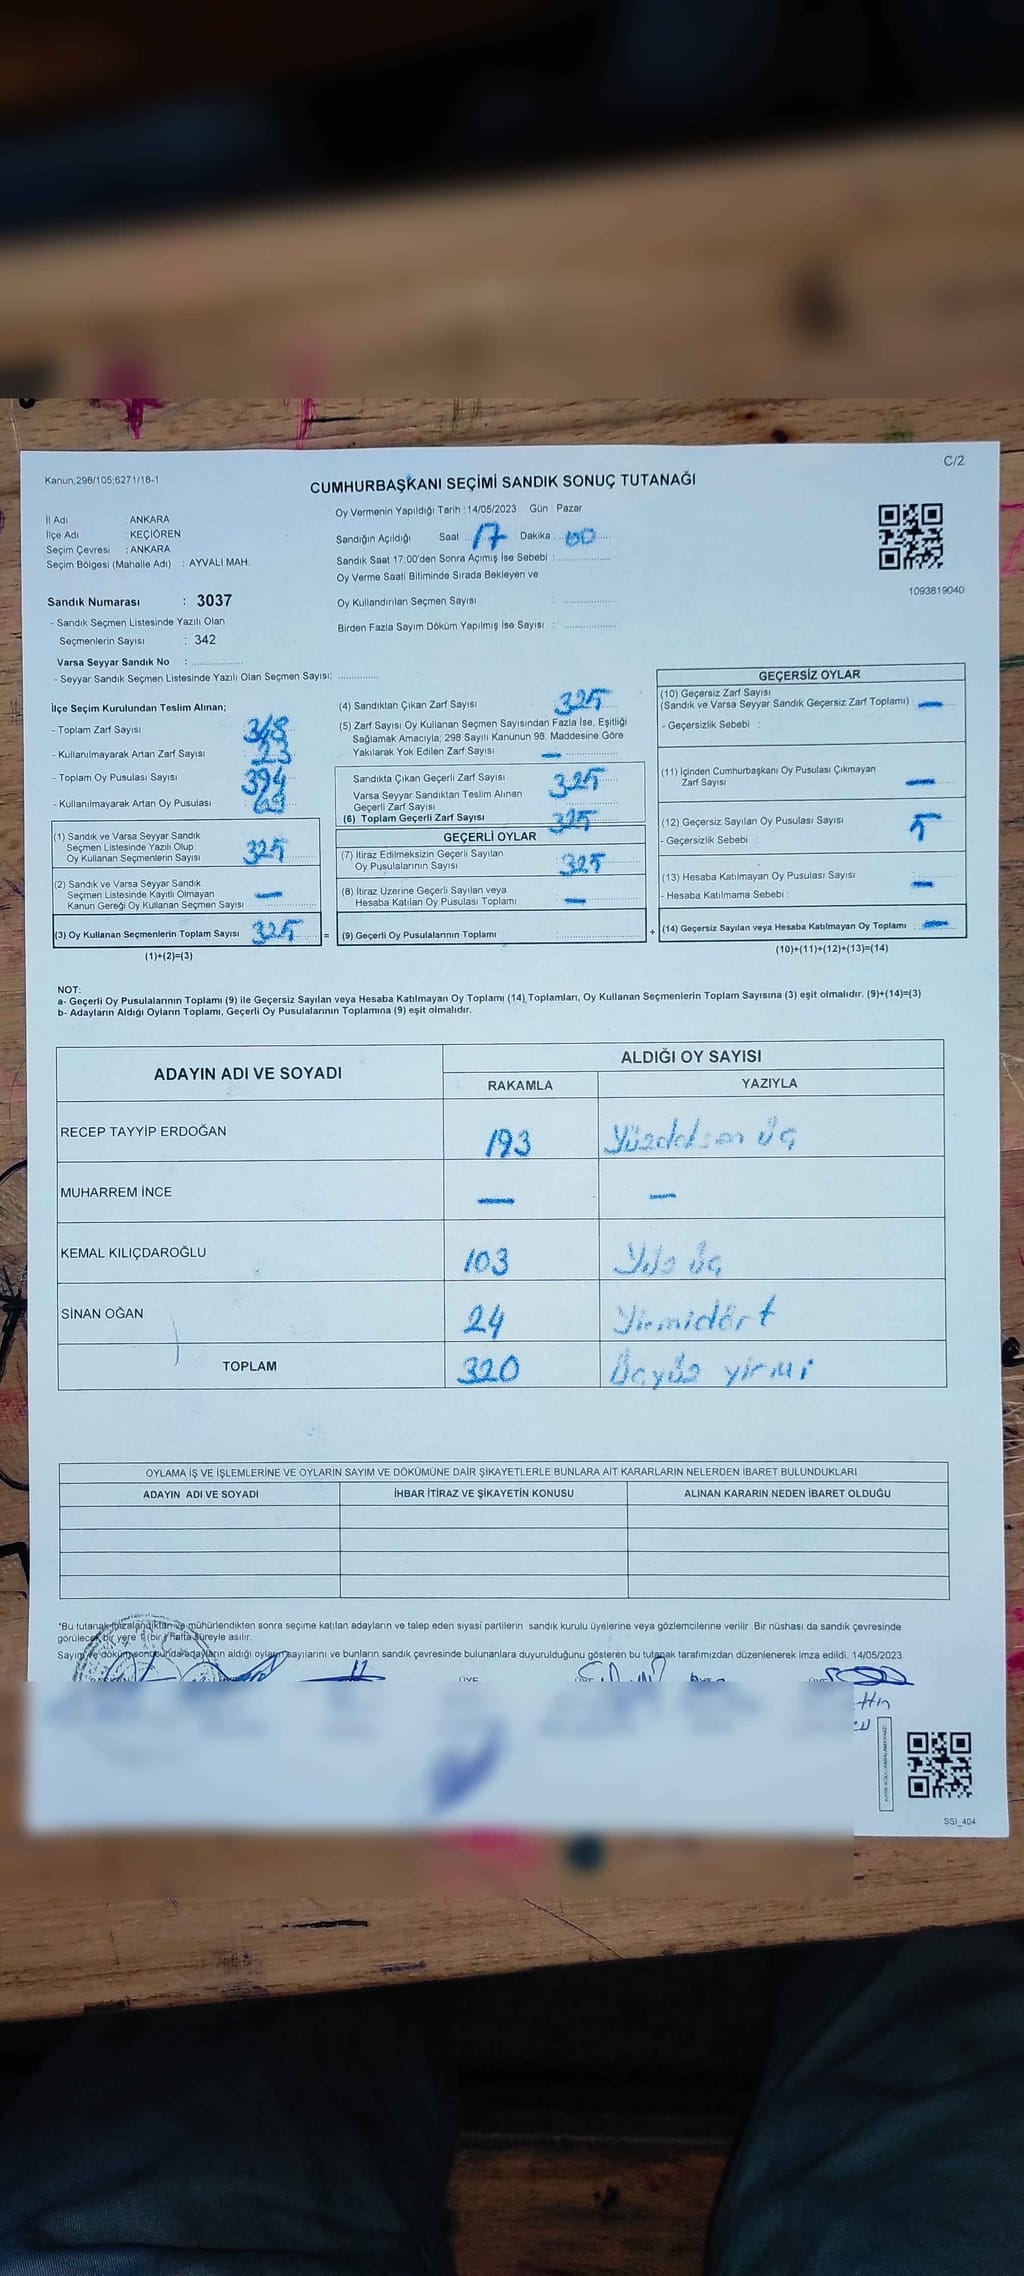 C/2
Kanun,298/105;6271/18-1
CUMHURBAŞKANI SEÇİMİ SANDIK SONUÇ TUTANAĞI
İl Adı : ANKARA
İlçe Adı : KEÇİÖREN
Seçim Çevresi : ANKARA
Seçim Bölgesi (Mahalle Adı) : AYVALI MAH.
Oy Vermenin Yapıldığı Tarih :14/05/2023 Gün Pazar
Sandığın Açıldığı Saat : 17 Dakika : 00
Sandık Saat 17:00'den Sonra Açılmış İse Sebebi :
Oy Verme Saati Bitiminde Sırada Bekleyen ve
Oy Kullandırılan Seçmen Sayısı :
Birden Fazla Sayım Döküm Yapılmış İse Sayısı :
1093819040
Sandık Numarası : 3037
- Sandık Seçmen Listesinde Yazılı Olan
Seçmenlerin Sayısı : 342
Varsa Seyyar Sandık No :
- Seyyar Sandık Seçmen Listesinde Yazılı Olan Seçmen Sayısı:
İlçe Seçim Kurulundan Teslim Alınan;
- Toplam Zarf Sayısı
- Kullanılmayarak Artan Zarf Sayısı 23
- Toplam Oy Pusulası Sayısı 394
- Kullanılmayarak Artan Oy Pusulası 69
(1) Sandık ve Varsa Seyyar Sandık
Seçmen Listesinde Yazılı Olup
Oy Kullanan Seçmenlerin Sayısı 325
(2) Sandık ve Varsa Seyyar Sandık
Seçmen Listesinde Kayıtlı Olmayan
Kanun Gereği Oy Kullanan Seçmen Sayısı —
(3) Oy Kullanan Seçmenlerin Toplam Sayısı 325
(1)+(2)=(3)
(4) Sandıktan Çıkan Zarf Sayısı 325
(5) Zarf Sayısı Oy Kullanan Seçmen Sayısından Fazla İse, Eşitliği
Sağlamak Amacıyla; 298 Sayılı Kanunun 98. Maddesine Göre
Yakılarak Yok Edilen Zarf Sayısı —
Sandıkta Çıkan Geçerli Zarf Sayısı 325
Varsa Seyyar Sandıktan Teslim Alınan
Geçerli Zarf Sayısı
(6) Toplam Geçerli Zarf Sayısı 325
GEÇERLİ OYLAR
(7) İtiraz Edilmeksizin Geçerli Sayılan
Oy Pusulalarının Sayısı 325
(8) İtiraz Üzerine Geçerli Sayılan veya
Hesaba Katılan Oy Pusulası Toplamı : —
= (9) Geçerli Oy Pusulalarının Toplamı :
GEÇERSİZ OYLAR
(10) Geçersiz Zarf Sayısı
(Sandık ve Varsa Seyyar Sandık Geçersiz Zarf Toplamı) : —
- Geçersizlik Sebebi :
(11) İçinden Cumhurbaşkanı Oy Pusulası Çıkmayan
Zarf Sayısı : —
(12) Geçersiz Sayılan Oy Pusulası Sayısı : 5
- Geçersizlik Sebebi :
(13) Hesaba Katılmayan Oy Pusulası Sayısı : —
- Hesaba Katılmama Sebebi :
+ (14) Geçersiz Sayılan veya Hesaba Katılmayan Oy Toplamı : —
(10)+(11)+(12)+(13)=(14)
NOT:
a- Geçerli Oy Pusulalarının Toplamı (9) ile Geçersiz Sayılan veya Hesaba Katılmayan Oy Toplamı (14) Toplamları, Oy Kullanan Seçmenlerin Toplam Sayısına (3) eşit olmalıdır. (9)+(14)=(3)
b- Adayların Aldığı Oyların Toplamı, Geçerli Oy Pusulalarının Toplamına (9) eşit olmalıdır.
ADAYIN ADI VE SOYADI ALDIĞI OY SAYISI
RAKAMLA YAZIYLA
RECEP TAYYİP ERDOĞAN 193 Yüzdoksan üç
MUHARREM İNCE — —
KEMAL KILIÇDAROĞLU 103 Yüz üç
SİNAN OĞAN 24 Yirmidört
TOPLAM 320 Üçyüz yirmi
OYLAMA İŞ VE İŞLEMLERİNE VE OYLARIN SAYIM VE DÖKÜMÜNE DAİR ŞİKAYETLERLE BUNLARA AİT KARARLARIN NELERDEN İBARET BULUNDUKLARI
ADAYIN ADI VE SOYADI İHBAR İTİRAZ VE ŞİKAYETİN KONUSU ALINAN KARARIN NEDEN İBARET OLDUĞU
*Bu tutanak imzalandıktan ve mühürlendikten sonra seçime katılan adayların ve talep eden siyasi partilerin sandık kurulu üyelerine veya gözlemcilerine verilir. Bir nüshası da sandık çevresinde
görülecek bir yere 1 (bir) hafta süreyle asılır.
Sayım ve döküm sonucunda adayların aldığı oyların sayılarını ve bunların sandık çevresinde bulunanlara duyurulduğunu gösteren bu tutanak tarafımızdan düzenlenerek imza edildi. 14/05/2023
SSI_404